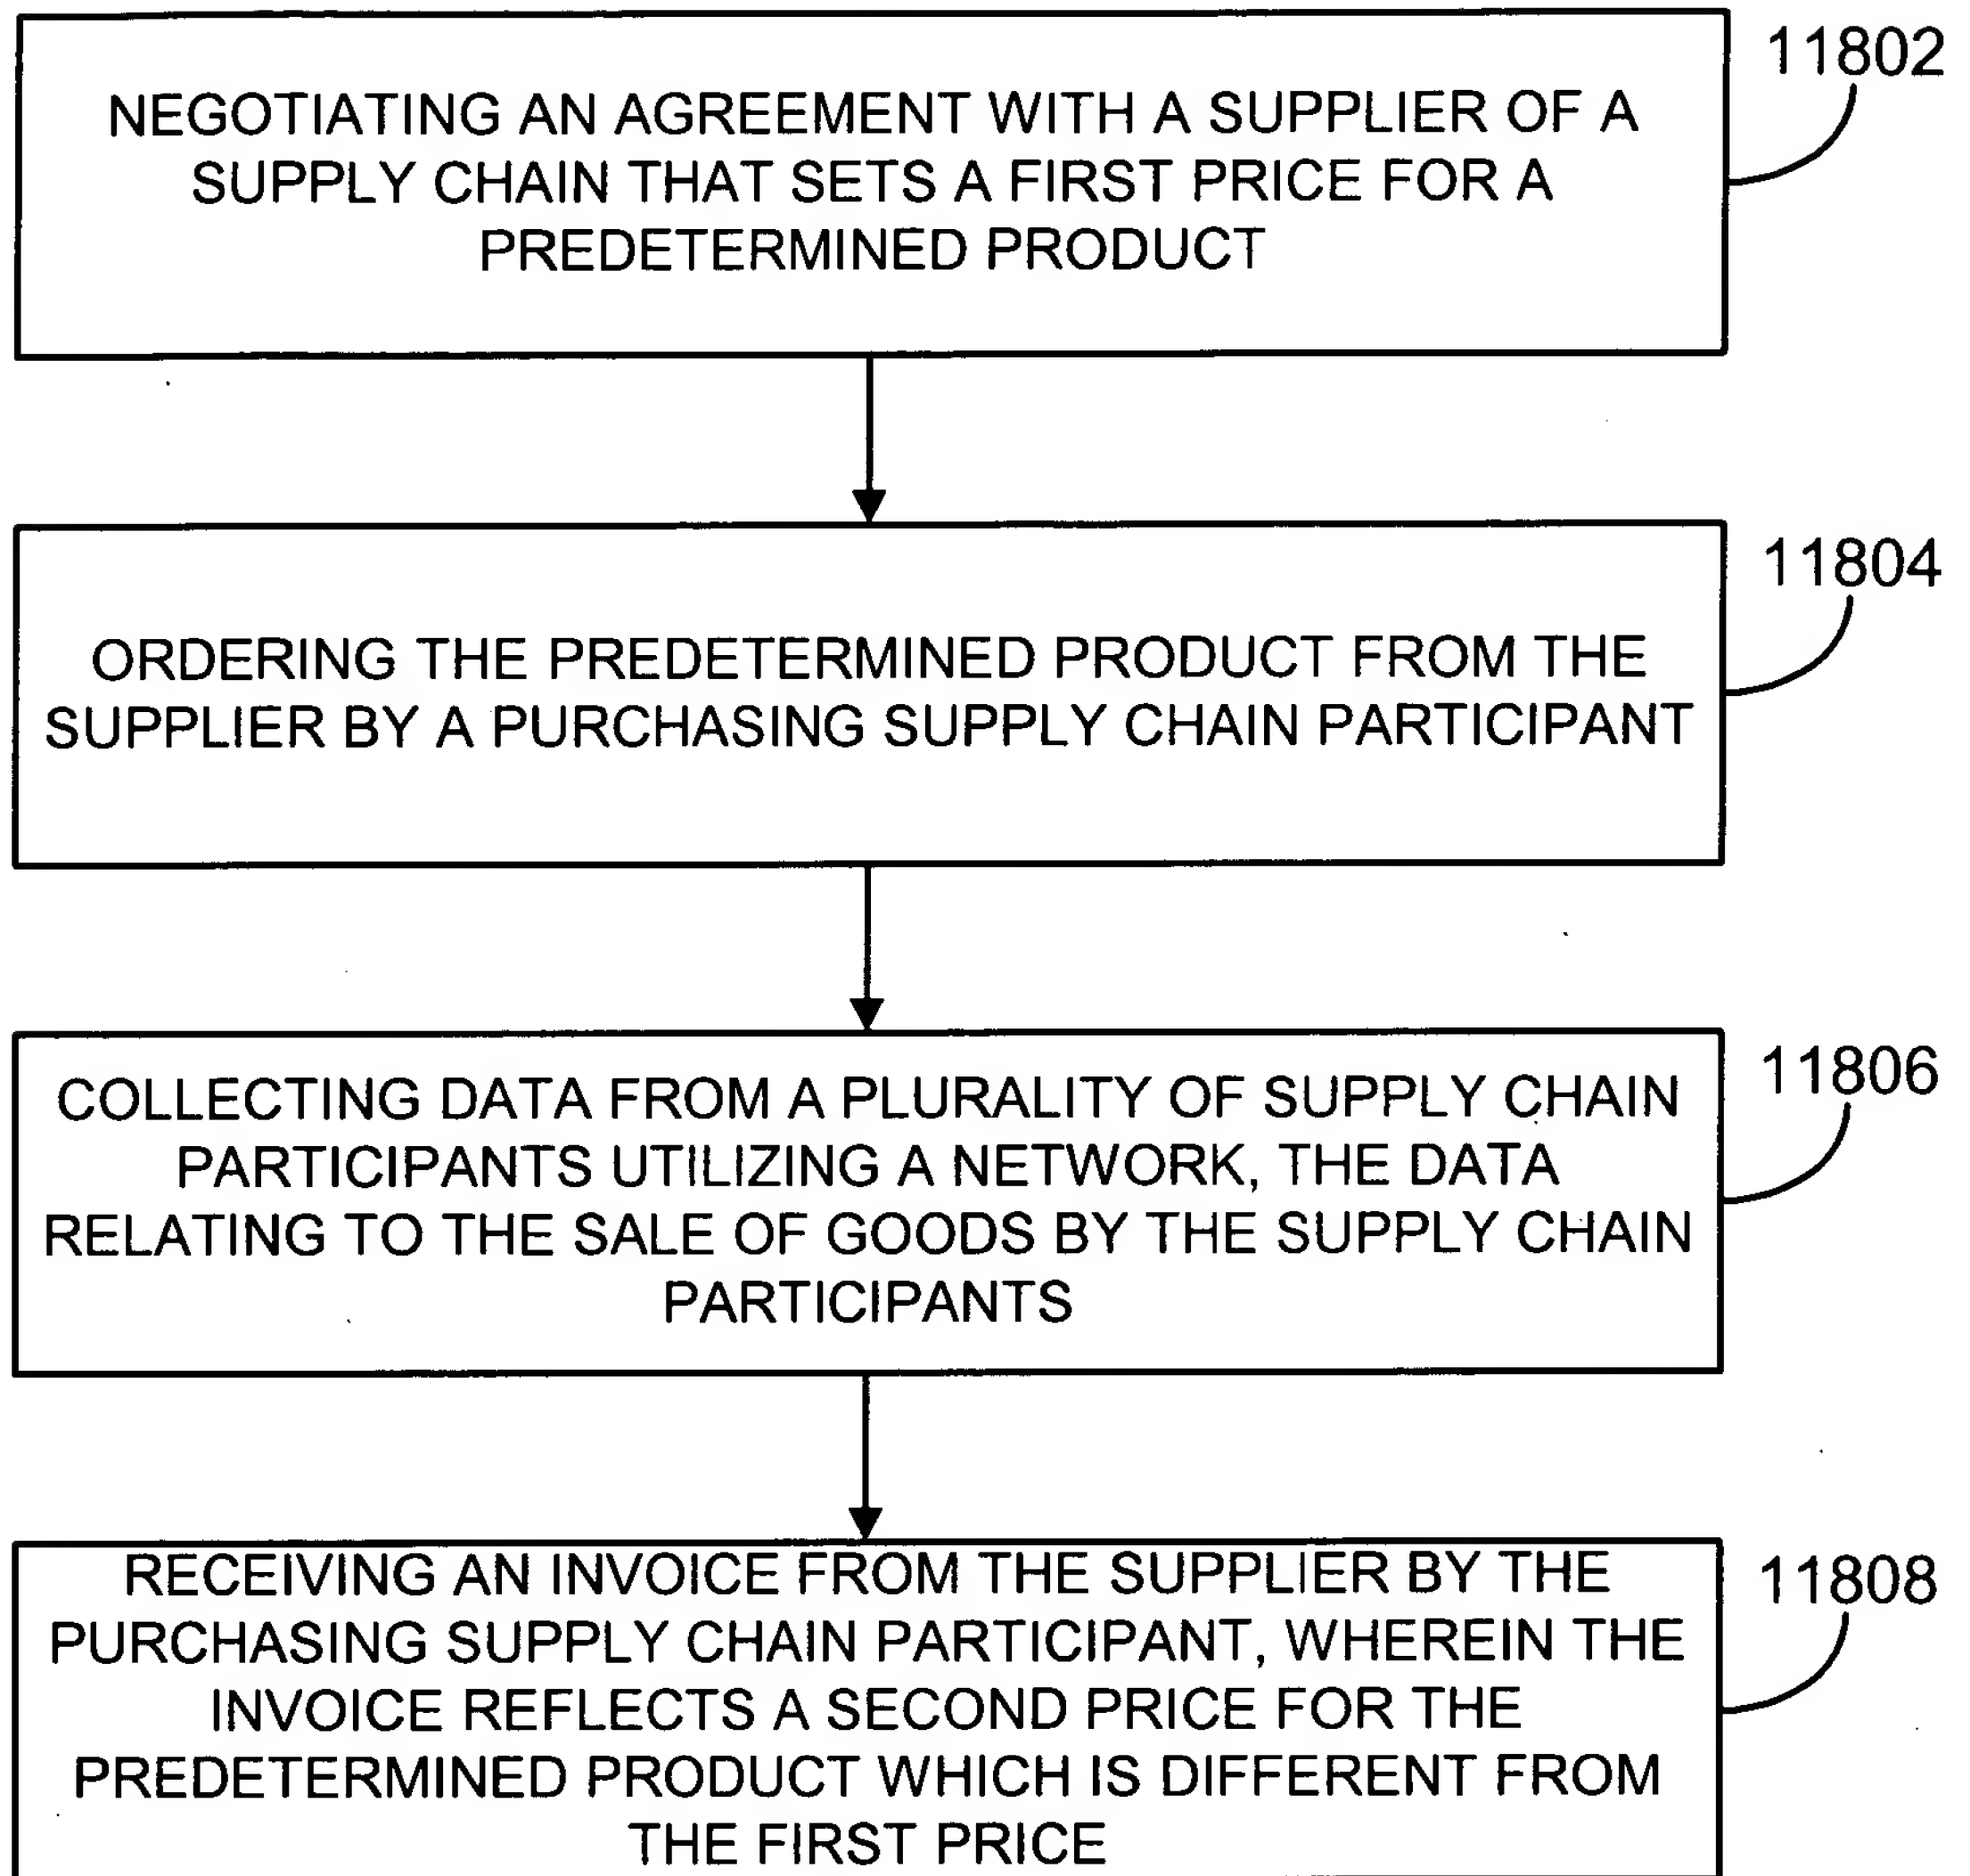 11802
NEGOTIATING AN AGREEMENT WITH A SUPPLIER OF A
SUPPLY CHAIN THAT SETS A FIRST PRICE FOR A
PREDETERMINED PRODUCT
11804
ORDERING THE PREDETERMINED PRODUCT FROM THE
SUPPLIER BY A PURCHASING SUPPLY CHAIN PARTICIPANT
11806
COLLECTING DATA FROM A PLURALITY OF SUPPLY CHAIN
PARTICIPANTS UTILIZING A NETWORK, THE DATA
RELATING TO THE SALE OF GOODS BY THE SUPPLY CHAIN
PARTICIPANTS
11808
RECEIVING AN INVOICE FROM THE SUPPLIER BY THE
PURCHASING SUPPLY CHAIN PARTICIPANT, WHEREIN THE
INVOICE REFLECTS A SECOND PRICE FOR THE
PREDETERMINED PRODUCT WHICH IS DIFFERENT FROM
THE FIRST PRICE